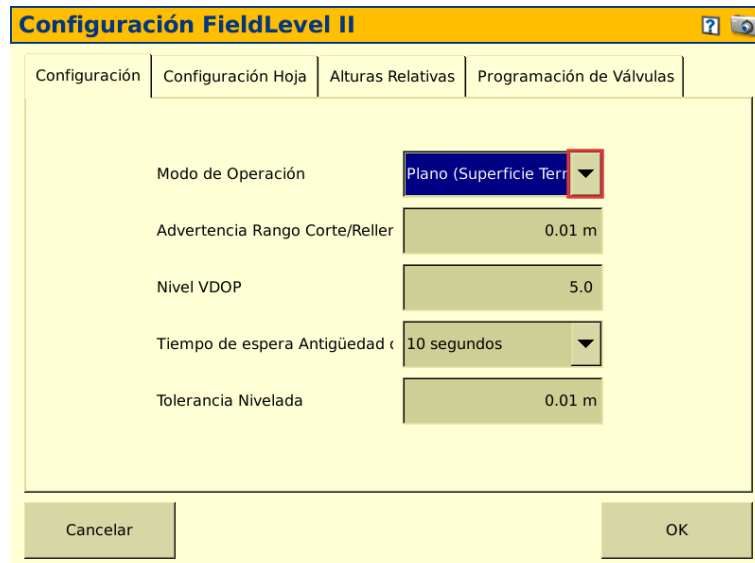 Configuración FieldLevel II
Configuración Configuración Hoja Alturas Relativas Programación de Válvulas
Modo de Operación Plano (Superficie Terr
Advertencia Rango Corte/Reller 0.01 m
Nivel VDOP 5.0
Tiempo de espera Antigüedad 10 segundos
Tolerancia Nivelada 0.01 m
Cancelar OK